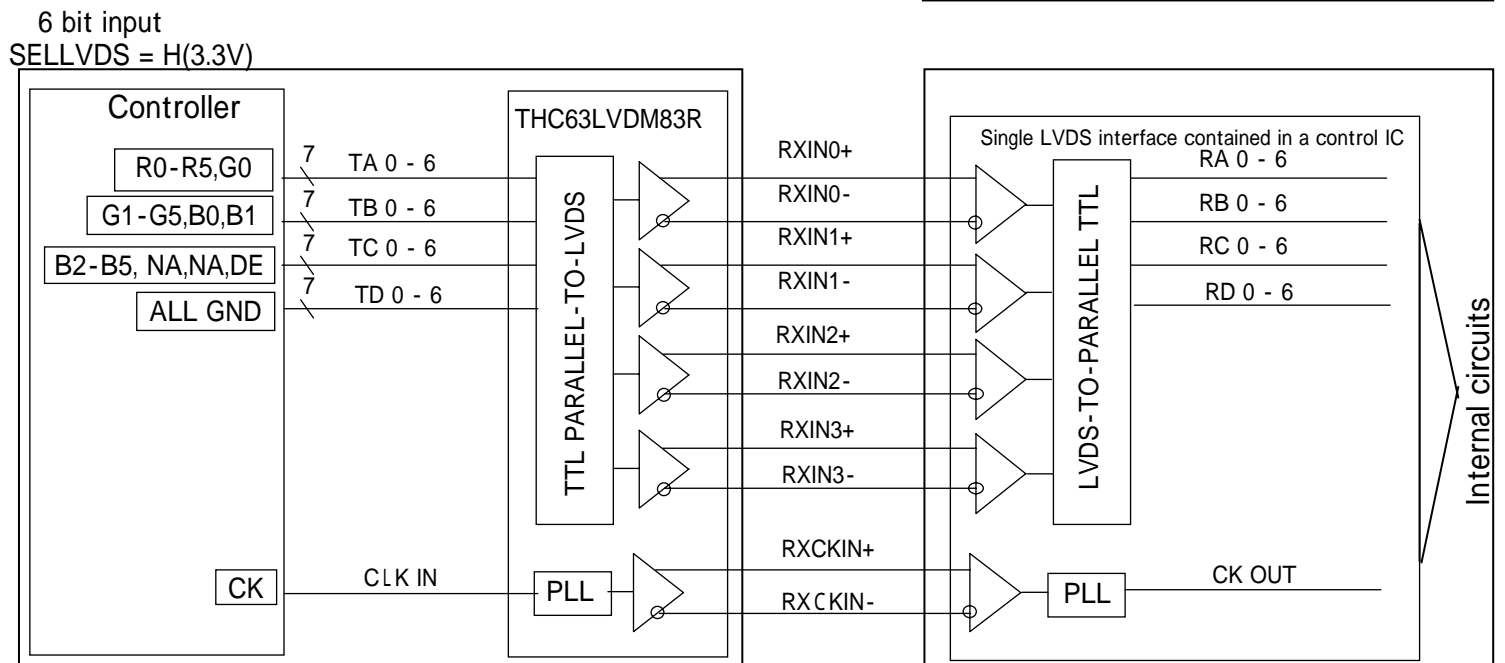 6 bit input
SELLVDS = H(3.3V)
Controller
THC63LVDM83R
Single LVDS interface contained in a control IC
R0-R5,G0
7
TA 0 - 6
RXIN0+
RXIN0-
RA 0 - 6
G1-G5,B0,B1
7
TB 0 - 6
RXIN1+
RXIN1-
RB 0 - 6
B2-B5, NA,NA,DE
7
TC 0 - 6
RXIN2+
RXIN2-
RC 0 - 6
ALL GND
7
TD 0 - 6
RXIN3+
RXIN3-
RD 0 - 6
TTL PARALLEL-TO-LVDS
LVDS-TO-PARALLEL TTL
Internal circuits
CK
CLK IN
PLL
RXCKIN+
RXCKIN-
PLL
CK OUT